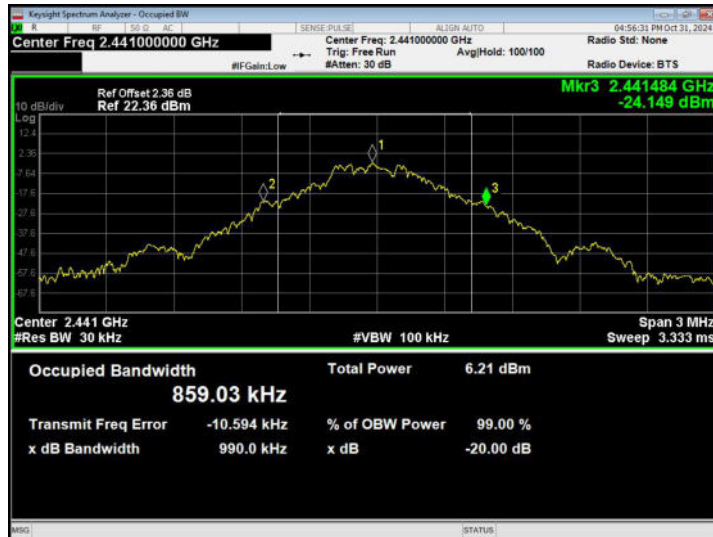 Keysight Spectrum Analyzer - Occupied BW
R RF 50 Ω AC SENSE:PULSE ALIGN AUTO 04:56:31 PM Oct 31, 2024
Center Freq 2.441000000 GHz Center Freq: 2.441000000 GHz Radio Std: None
Trig: Free Run Avg|Hold: 100/100
#IFGain:Low #Atten: 30 dB Radio Device: BTS
Mkr3 2.441484 GHz
Ref Offset 2.36 dB
10 dB/div Ref 22.36 dBm -24.149 dBm
Log
12.4
1
2.36
-7.64
2 3
-17.6
-27.6
-37.6
-47.6
-57.6
-67.6
Center 2.441 GHz Span 3 MHz
#Res BW 30 kHz #VBW 100 kHz Sweep 3.333 ms
Occupied Bandwidth Total Power 6.21 dBm
859.03 kHz
Transmit Freq Error -10.594 kHz % of OBW Power 99.00 %
x dB Bandwidth 990.0 kHz x dB -20.00 dB
MSG STATUS